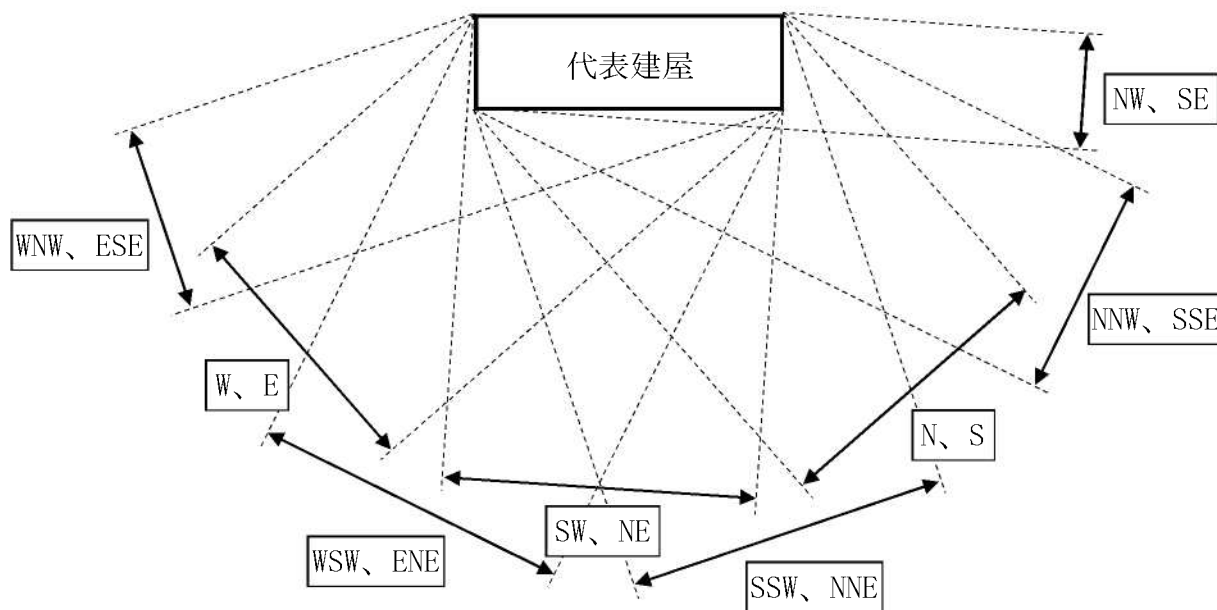 代表建屋
NW、SE
WNW、ESE
NNW、SSE
W、E
N、S
SW、NE
WSW、ENE
SSW、NNE